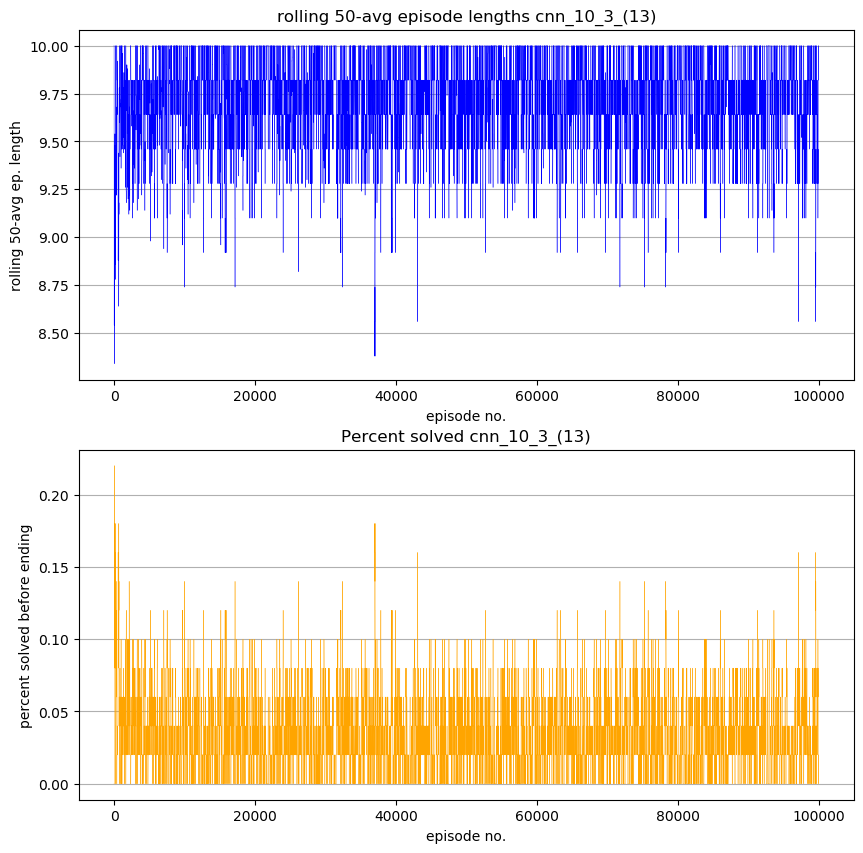 rolling 50-avg episode lengths cnn_10_3_(13)
10.00
9.75
9.50
9.25
9.00
8.75
8.50
rolling 50-avg ep. length
0 20000 40000 60000 80000 100000
episode no.
Percent solved cnn_10_3_(13)
0.20
0.15
0.10
0.05
0.00
percent solved before ending
0 20000 40000 60000 80000 100000
episode no.